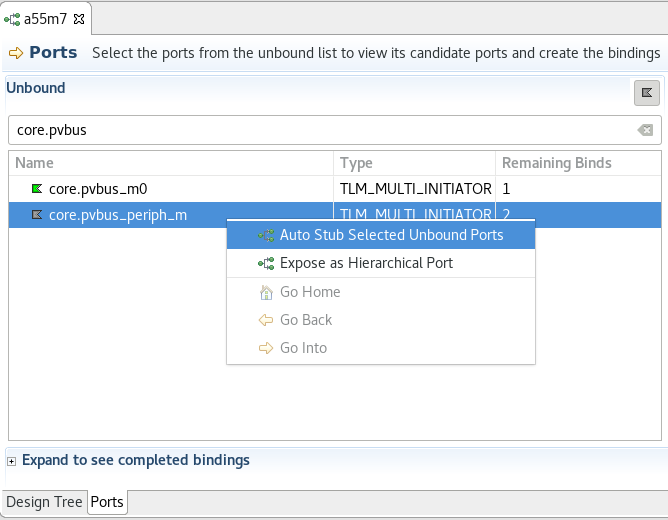 a55m7
Ports Select the ports from the unbound list to view its candidate ports and create the bindings
Unbound
core.pvbus
Name Type Remaining Binds
core.pvbus_m0 TLM_MULTI_INITIATOR 1
core.pvbus_periph_m TLM_MULTI_INITIATOR 2
Auto Stub Selected Unbound Ports
Expose as Hierarchical Port
Go Home
Go Back
Go Into
Expand to see completed bindings
Design Tree Ports